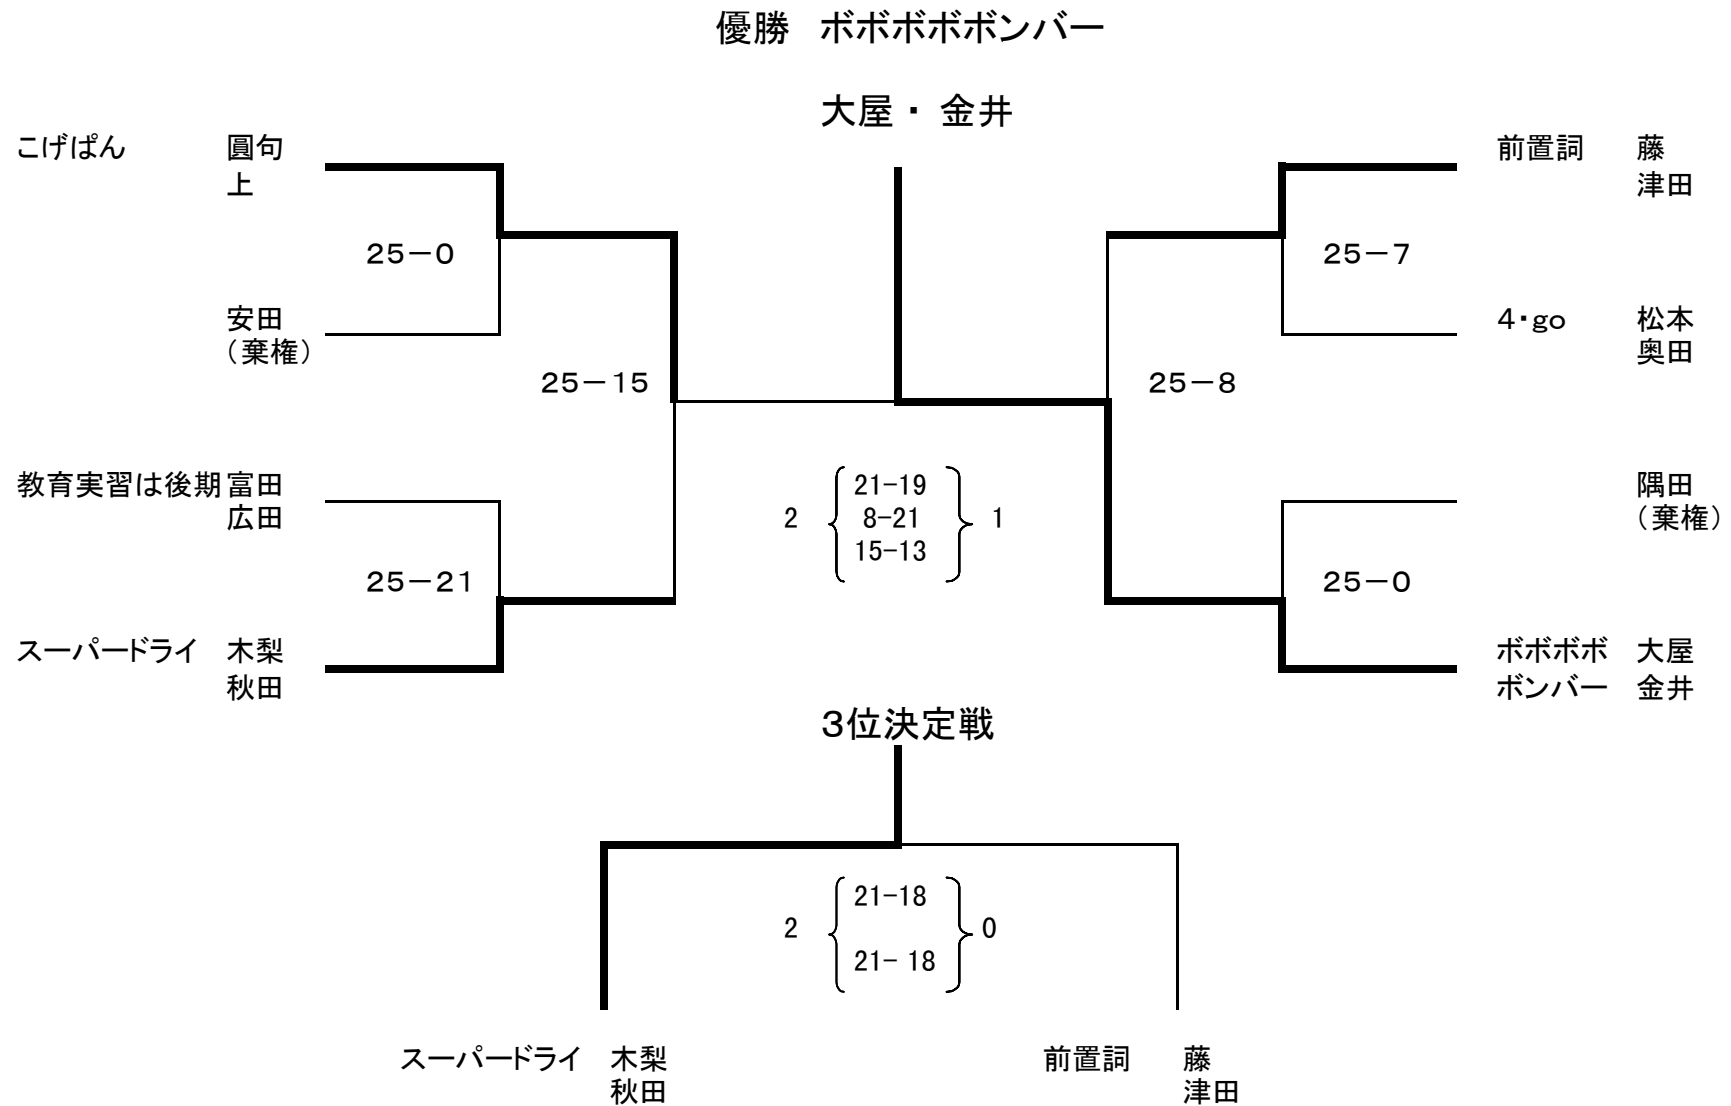 優勝　ボボボボボンバー
大屋 ・ 金井
こげぱん　圓句　前置詞　藤
上　津田
25－0　25－7
安田　4・go　松本
（棄権）　奥田
25－15　25－8
教育実習は後期　富田　21-19　隅田
広田　2　8-21　1　（棄権）
15-13
25－21　25－0
スーパードライ　木梨　ボボボボ　大屋
秋田　ボンバー　金井
3位決定戦
21-18
2　0
21- 18
スーパードライ　木梨　前置詞　藤
秋田　津田